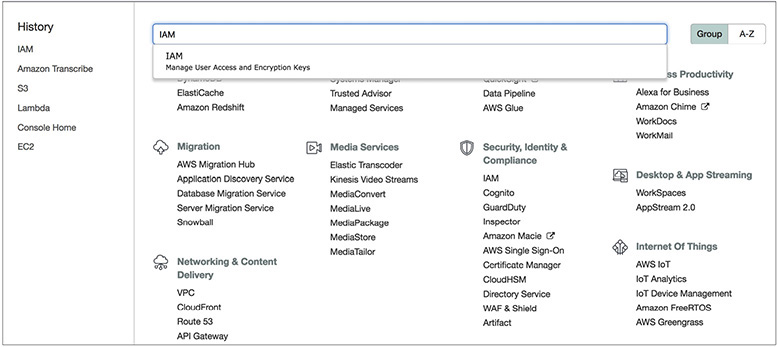 History
IAM
Amazon Transcribe
S3
Lambda
Console Home
EC2
IAM
Group
A-Z
IAM
Manage User Access and Encryption Keys
ElastiCache
Amazon Redshift
Systems Manager
Trusted Advisor
Managed Services
Data Pipeline
AWS Glue
ess Productivity
Alexa for Business
Amazon Chime
WorkDocs
WorkMail
Migration
AWS Migration Hub
Application Discovery Service
Database Migration Service
Server Migration Service
Snowball
Media Services
Elastic Transcoder
Kinesis Video Streams
MediaConvert
MediaLive
MediaPackage
MediaStore
MediaTailor
Security, Identity &
Compliance
IAM
Cognito
GuardDuty
Inspector
Amazon Macie
AWS Single Sign-On
Certificate Manager
CloudHSM
Directory Service
WAF & Shield
Artifact
Desktop & App Streaming
WorkSpaces
AppStream 2.0
Networking & Content
Delivery
VPC
CloudFront
Route 53
API Gateway
Internet Of Things
AWS IoT
IoT Analytics
IoT Device Management
Amazon FreeRTOS
AWS Greengrass